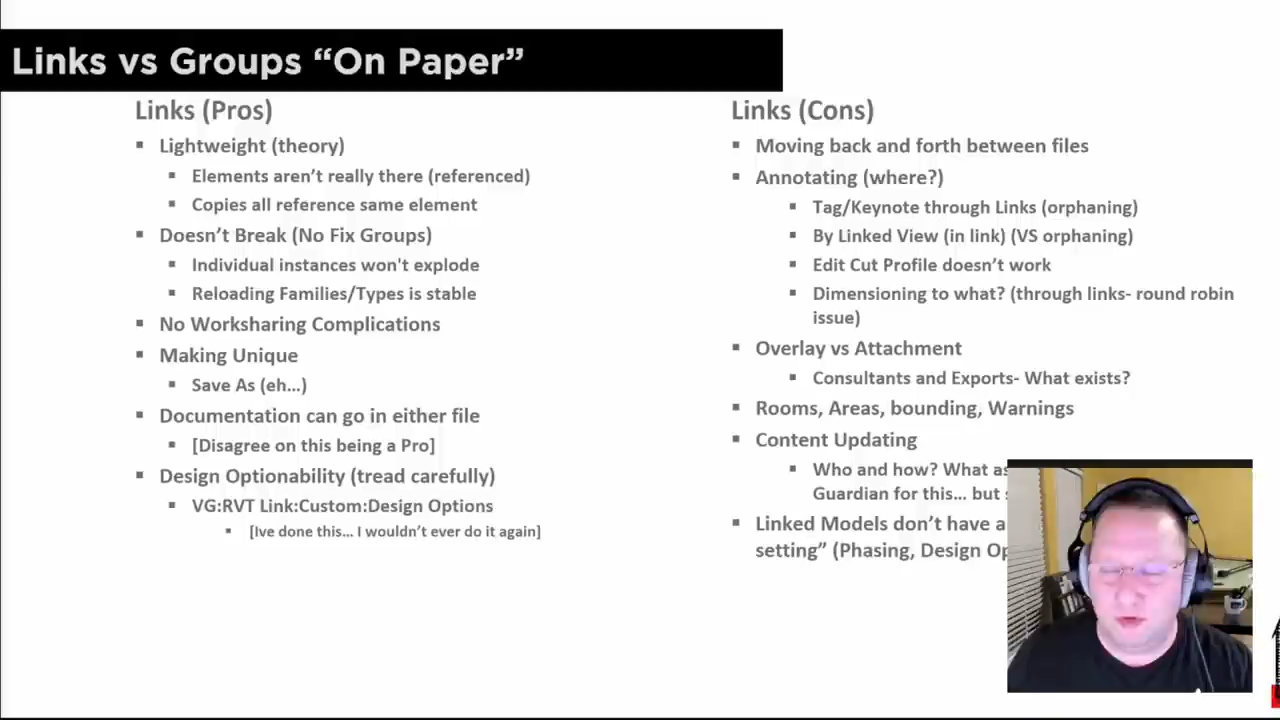 Links vs Groups “On Paper”
Links (Pros)
Lightweight (theory)
Elements aren’t really there (referenced)
Copies all reference same element
Doesn’t Break (No Fix Groups)
Individual instances won't explode
Reloading Families/Types is stable
No Worksharing Complications
Making Unique
Save As (eh…)
Documentation can go in either file
[Disagree on this being a Pro]
Design Optionability (tread carefully)
VG:RVT Link:Custom:Design Options
[Ive done this… I wouldn’t ever do it again]
Links (Cons)
Moving back and forth between files
Annotating (where?)
Tag/Keynote through Links (orphaning)
By Linked View (in link) (VS orphaning)
Edit Cut Profile doesn’t work
Dimensioning to what? (through links- round robin
issue)
Overlay vs Attachment
Consultants and Exports- What exists?
Rooms, Areas, bounding, Warnings
Content Updating
Who and how? What
Guardian for this… but
Linked Models don’t have a
setting” (Phasing, Design